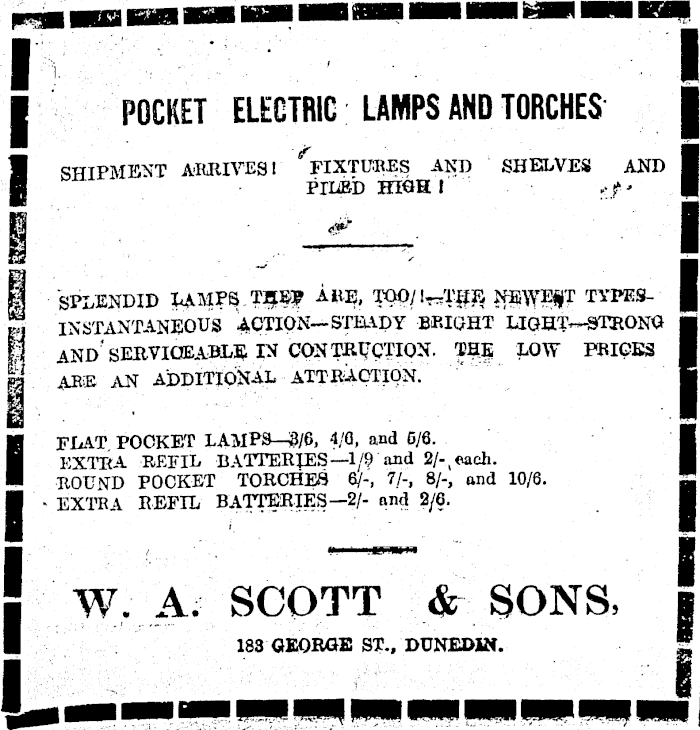 POCKET ELECTRIC LAMPS AND TORCHES
SHIPMENT ARRIVES! FIXTURES AND SHELVES AND
PILED HIGH!
SPLENDID LAMPS THEP ARE, TOO/!—THE NEWEST TYPES—
INSTANTANEOUS ACTION—STEADY BRIGHT LIGHT—STRONG
AND SERVICEABLE IN CONTRUCTION. THE LOW PRICES
ARE AN ADDITIONAL ATTRACTION.
FLAT POCKET LAMPS—3/6, 4/6, and 5/6.
EXTRA REFIL BATTERIES—1/9 and 2/-, each.
ROUND POCKET TORCHES 6/-, 7/-, 8/-, and 10/6.
EXTRA REFIL BATTERIES—2/- and 2/6.
W. A. SCOTT & SONS,
183 GEORGE ST., DUNEDIN.